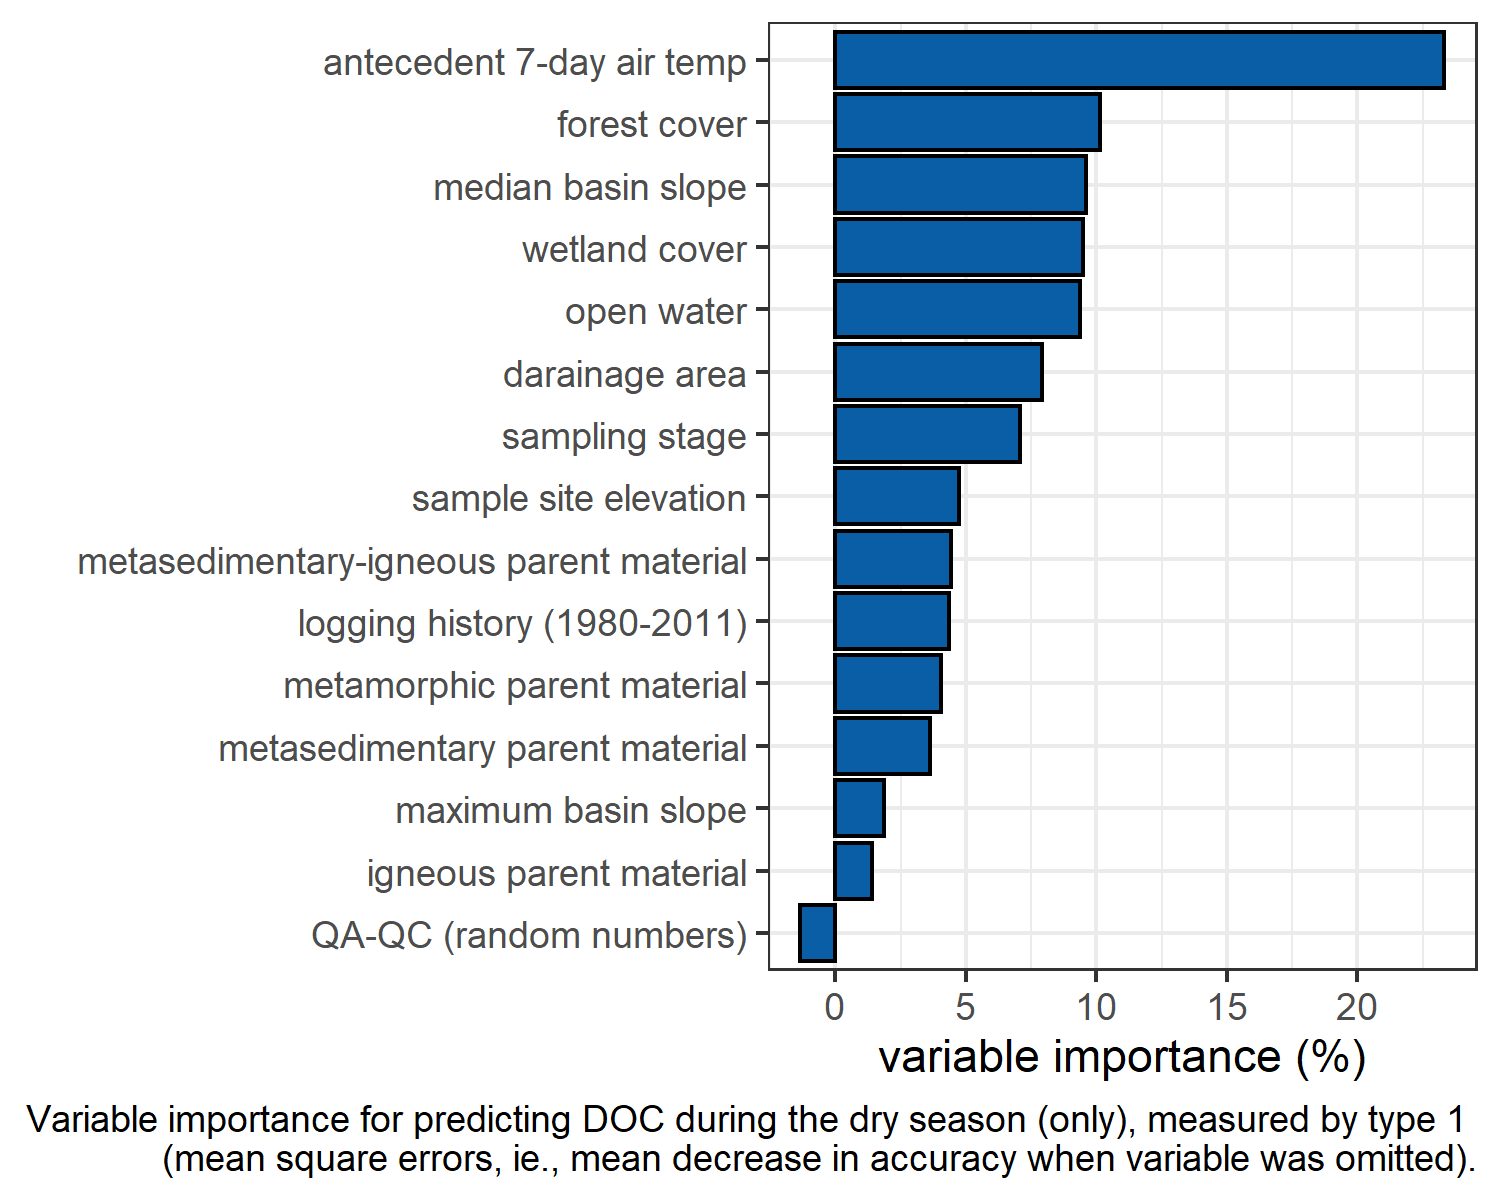 antecedent 7-day air temp
forest cover
median basin slope
wetland cover
open water
darainage area
sampling stage
sample site elevation
metasedimentary-igneous parent material
logging history (1980-2011)
metamorphic parent material
metasedimentary parent material
maximum basin slope
igneous parent material
QA-QC (random numbers)
0 5 10 15 20
variable importance (%)
Variable importance for predicting DOC during the dry season (only), measured by type 1
(mean square errors, ie., mean decrease in accuracy when variable was omitted).